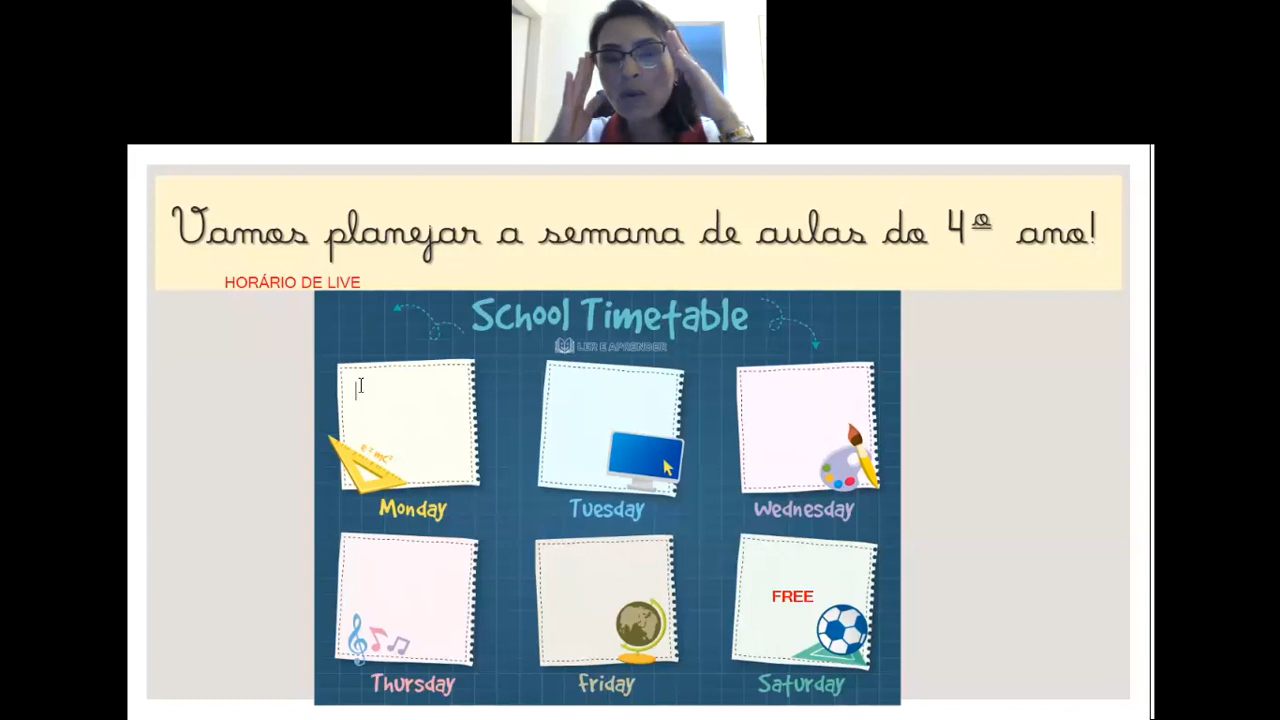 Vamos planejar a semana de aulas do 4º ano!
HORÁRIO DE LIVE
School Timetable
LER E APRENDER
e=mc²
Monday
Tuesday
Wednesday
FREE
Thursday
Friday
Saturday